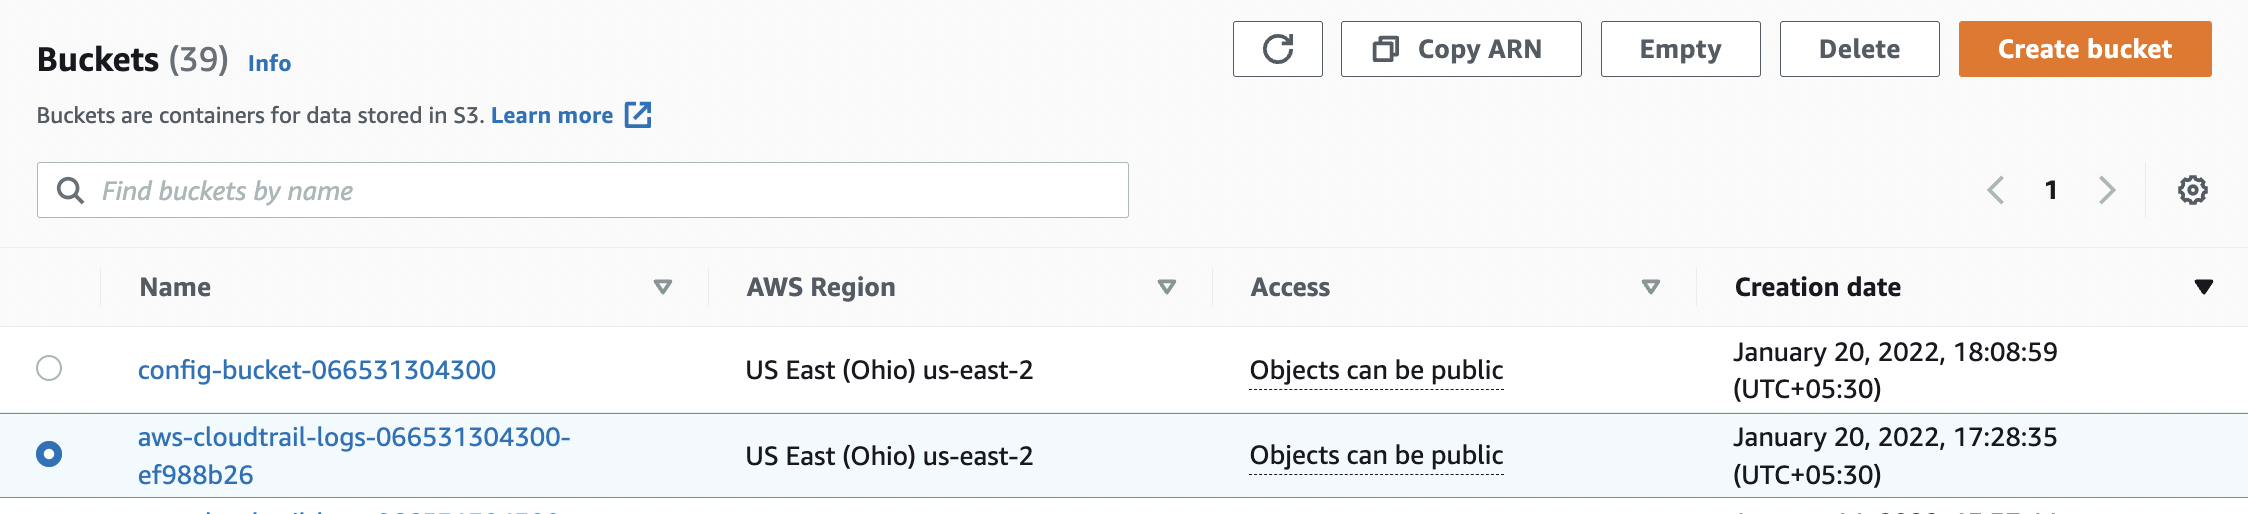 Buckets (39) Info
Copy ARN
Empty
Delete
Create bucket
Buckets are containers for data stored in S3. Learn more
Find buckets by name
1
Name AWS Region Access Creation date
config-bucket-066531304300 US East (Ohio) us-east-2 Objects can be public January 20, 2022, 18:08:59
(UTC+05:30)
aws-cloudtrail-logs-066531304300-
ef988b26 US East (Ohio) us-east-2 Objects can be public January 20, 2022, 17:28:35
(UTC+05:30)